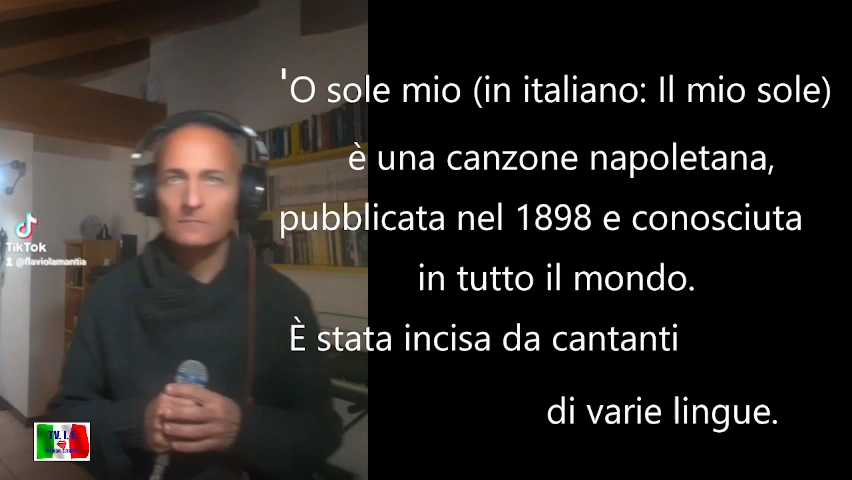 'O sole mio (in italiano: Il mio sole)
è una canzone napoletana,
pubblicata nel 1898 e conosciuta
in tutto il mondo.
È stata incisa da cantanti
di varie lingue.
TikTok
@flaviolamantia